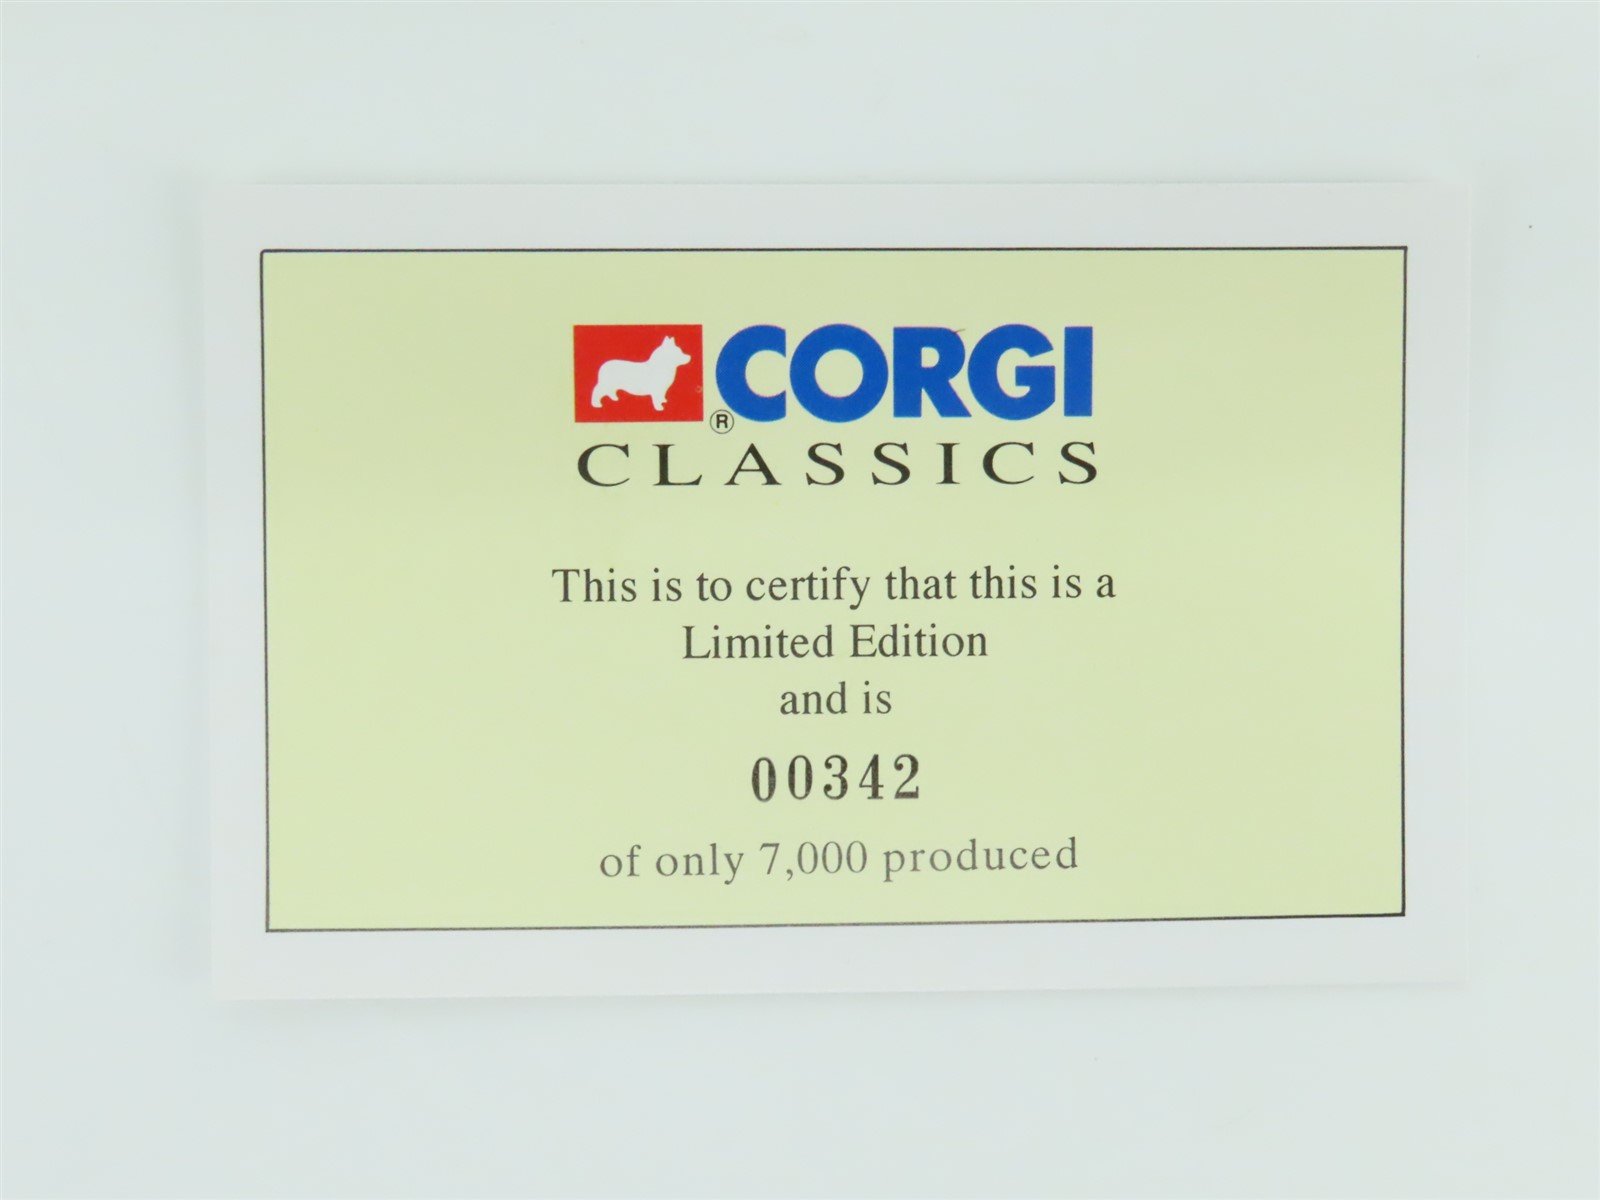 CORGI
®
CLASSICS
This is to certify that this is a
Limited Edition
and is
00342
of only 7,000 produced